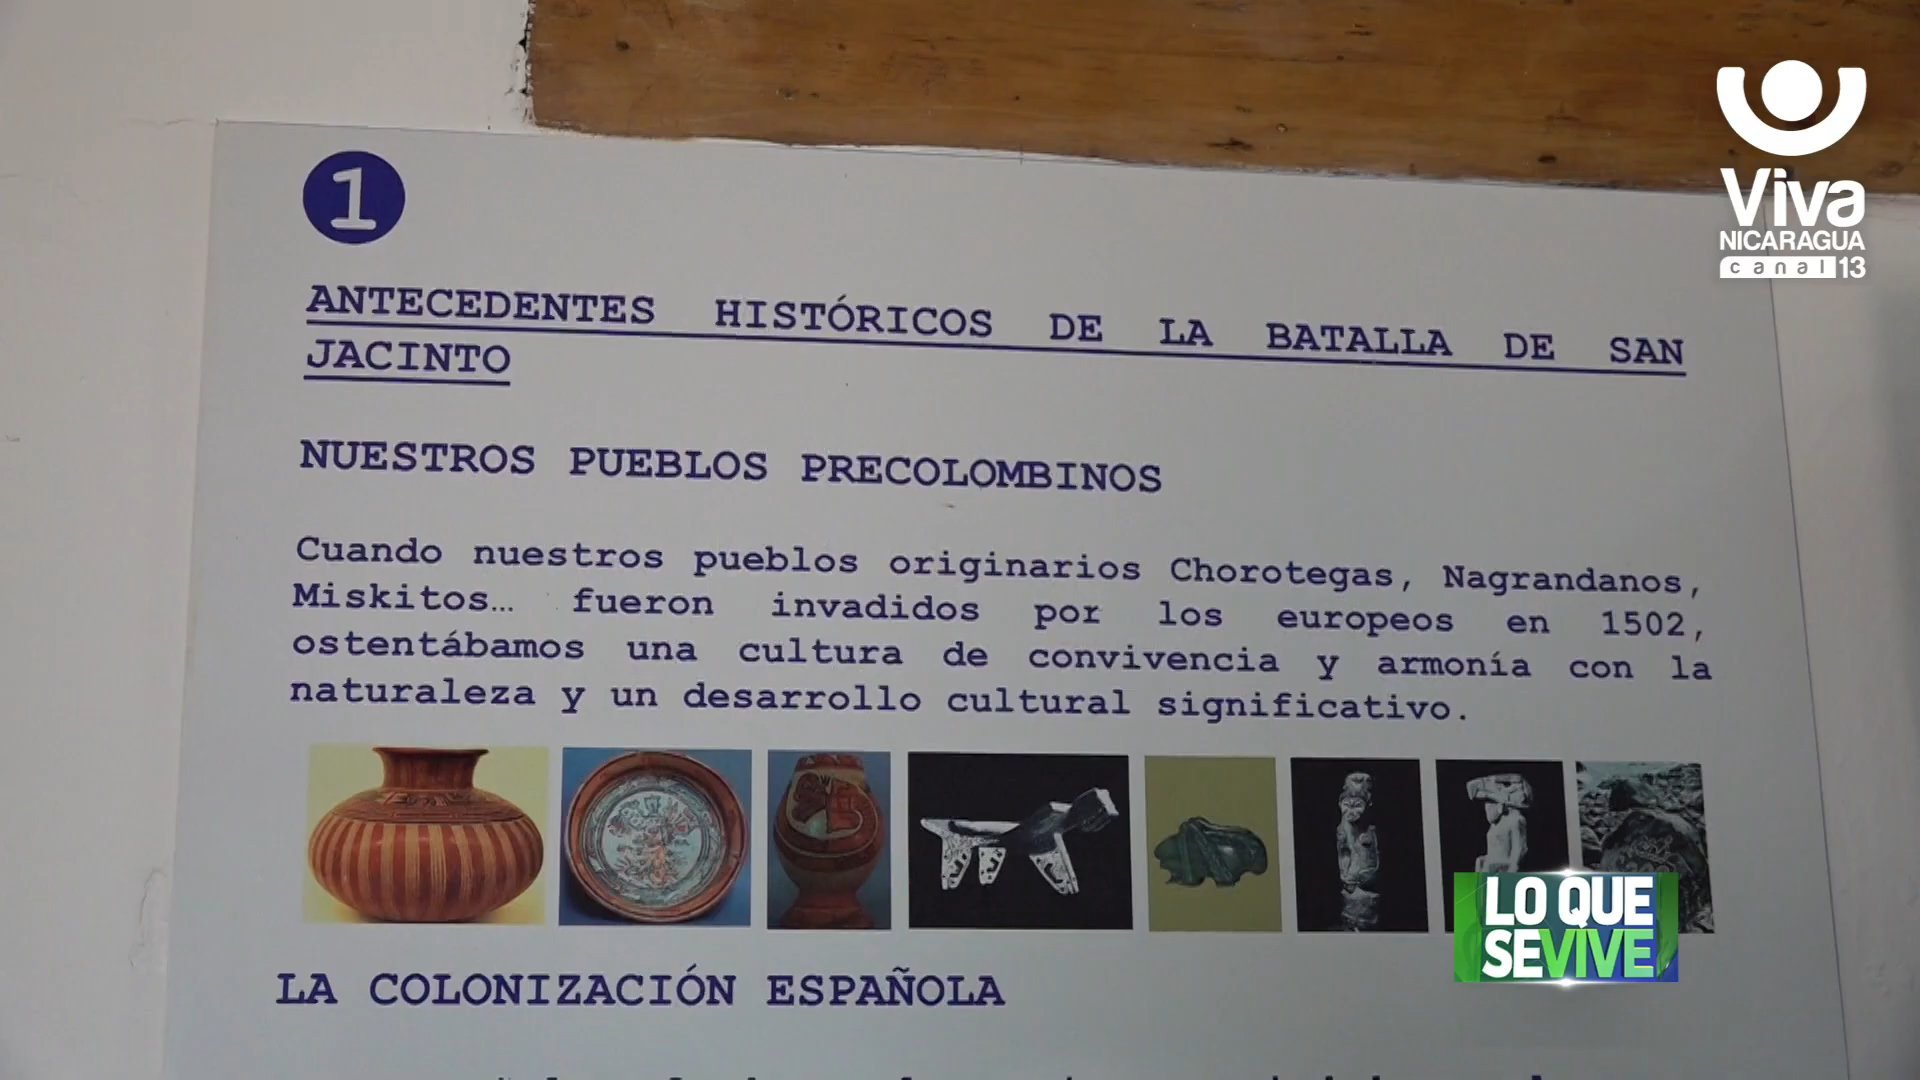 1
ANTECEDENTES HISTÓRICOS DE LA BATALLA DE SAN
JACINTO
NUESTROS PUEBLOS PRECOLOMBINOS
Cuando nuestros pueblos originarios Chorotegas, Nagrandanos,
Miskitos… fueron invadidos por los europeos en 1502,
ostentábamos una cultura de convivencia y armonía con la
naturaleza y un desarrollo cultural significativo.
LA COLONIZACIÓN ESPAÑOLA
Viva
NICARAGUA
canal 13
LO QUE
SE VIVE